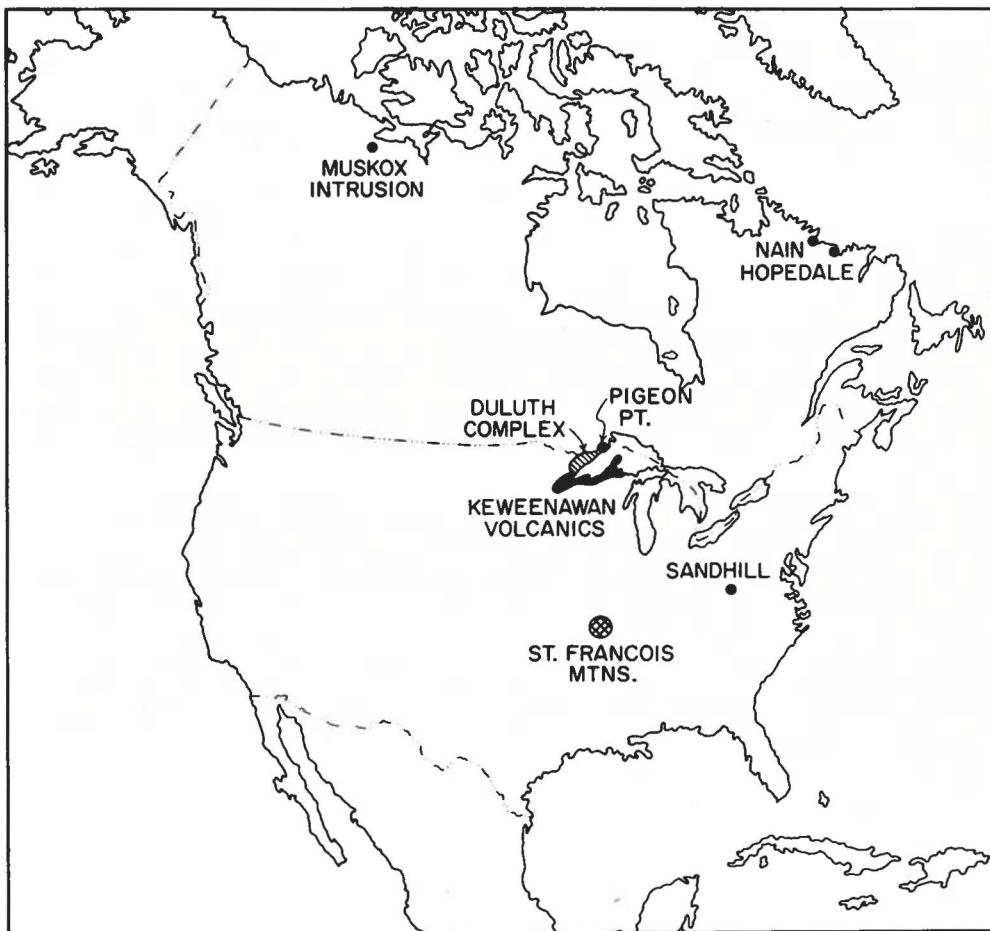 MUSKOX
INTRUSION
NAIN
HOPEDALE
DULUTH
COMPLEX
PIGEON
PT.
KEWEENAWAN
VOLCANICS
SANDHILL
ST. FRANCOIS
MTNS.